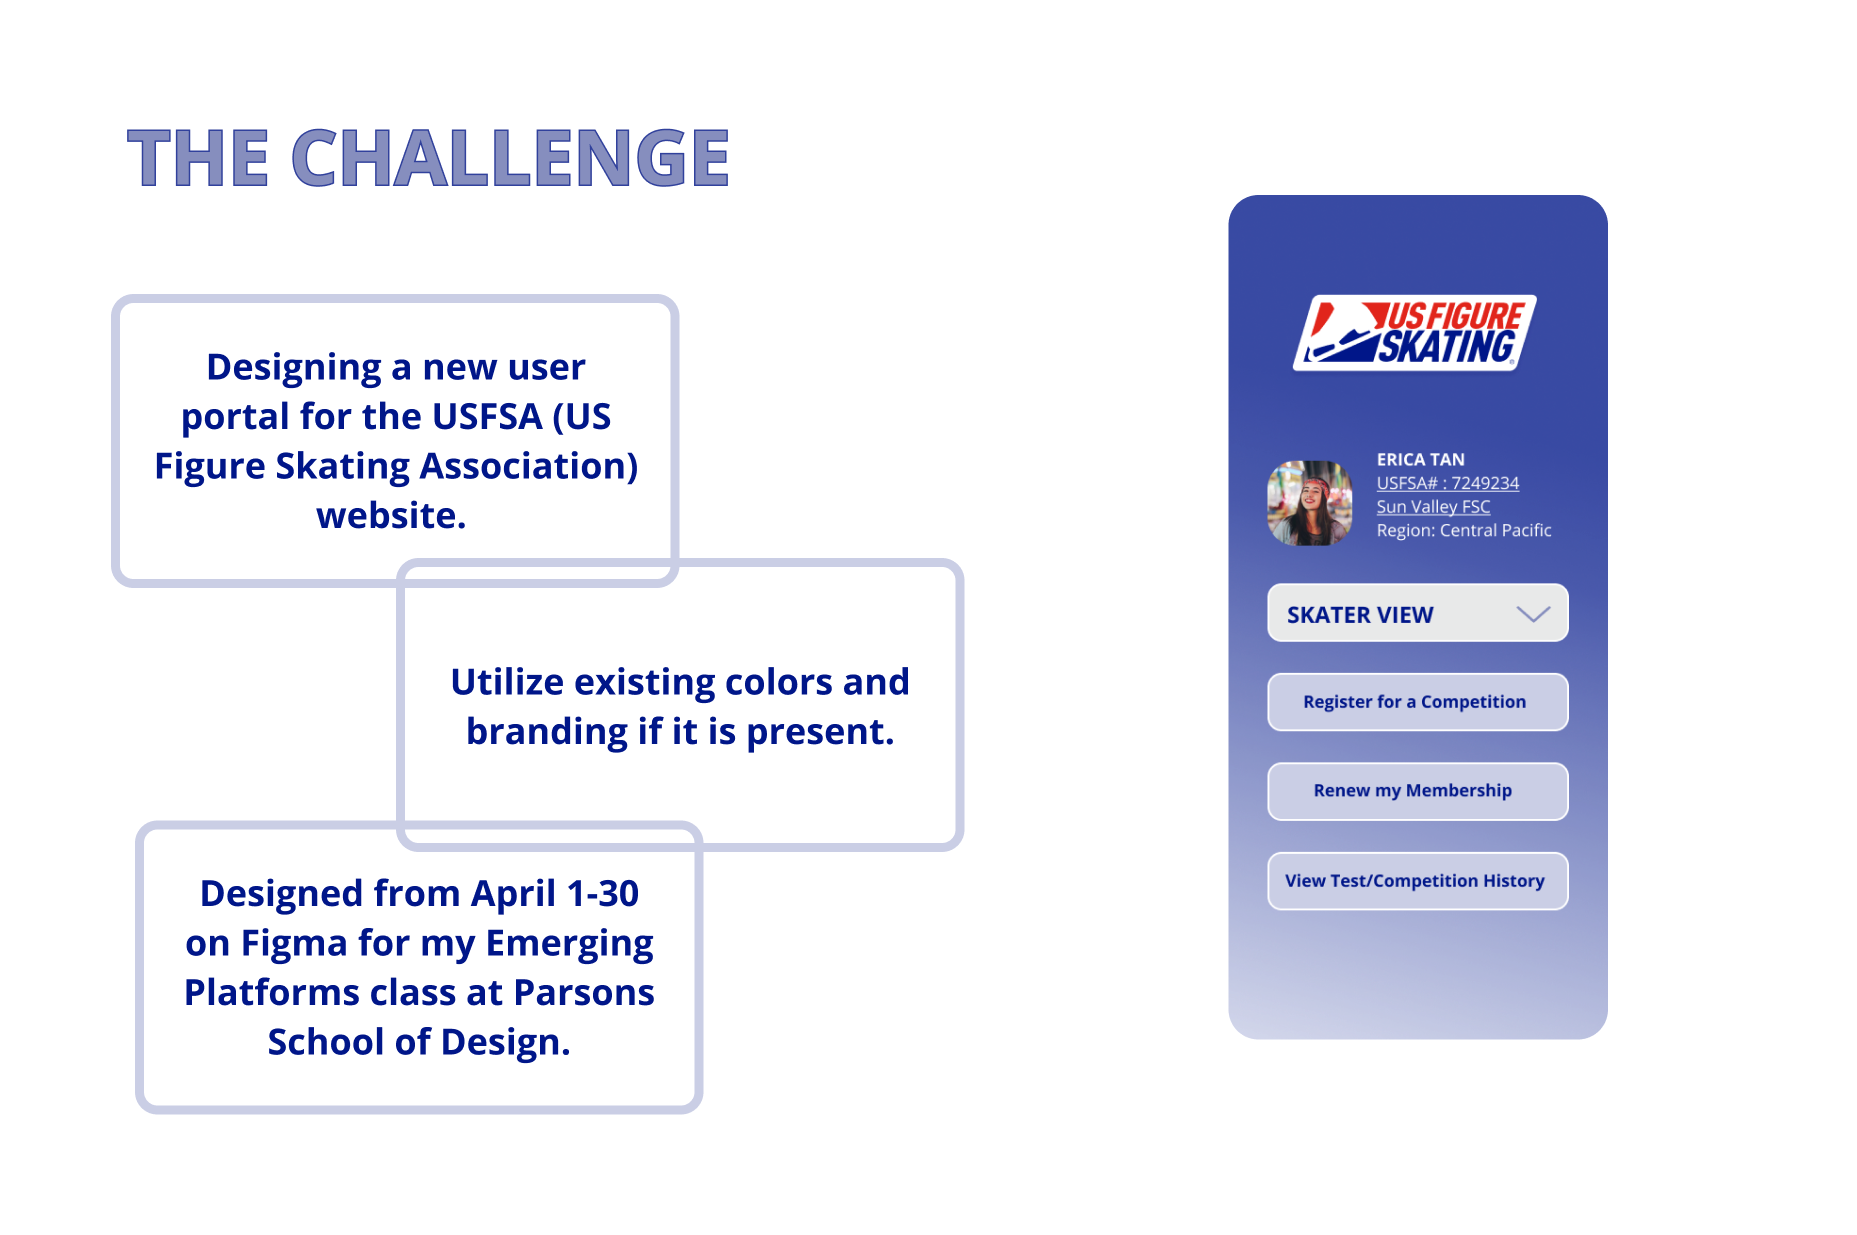 THE CHALLENGE
Designing a new user
portal for the USFSA (US
Figure Skating Association)
website.
Utilize existing colors and
branding if it is present.
Designed from April 1-30
on Figma for my Emerging
Platforms class at Parsons
School of Design.
US FIGURE
SKATING®
ERICA TAN
USFSA# : 7249234
Sun Valley FSC
Region: Central Pacific
SKATER VIEW
Register for a Competition
Renew my Membership
View Test/Competition History